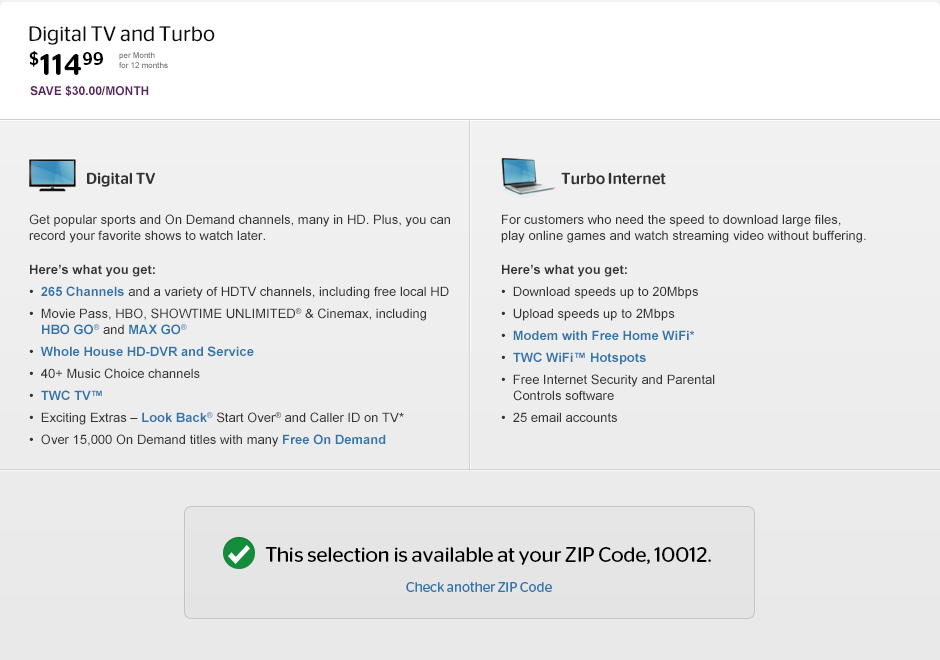 Digital TV and Turbo
$114.99 per Month
for 12 months
SAVE $30.00/MONTH
Digital TV
Get popular sports and On Demand channels, many in HD. Plus, you can
record your favorite shows to watch later.
Here's what you get:
• 265 Channels and a variety of HDTV channels, including free local HD
• Movie Pass, HBO, SHOWTIME UNLIMITED® & Cinemax, including
HBO GO® and MAX GO®
• Whole House HD-DVR and Service
• 40+ Music Choice channels
• TWC TV™
• Exciting Extras – Look Back® Start Over® and Caller ID on TV*
• Over 15,000 On Demand titles with many Free On Demand
Turbo Internet
For customers who need the speed to download large files,
play online games and watch streaming video without buffering.
Here's what you get:
• Download speeds up to 20Mbps
• Upload speeds up to 2Mbps
• Modem with Free Home WiFi*
• TWC WiFi™ Hotspots
• Free Internet Security and Parental
Controls software
• 25 email accounts
This selection is available at your ZIP Code, 10012.
Check another ZIP Code